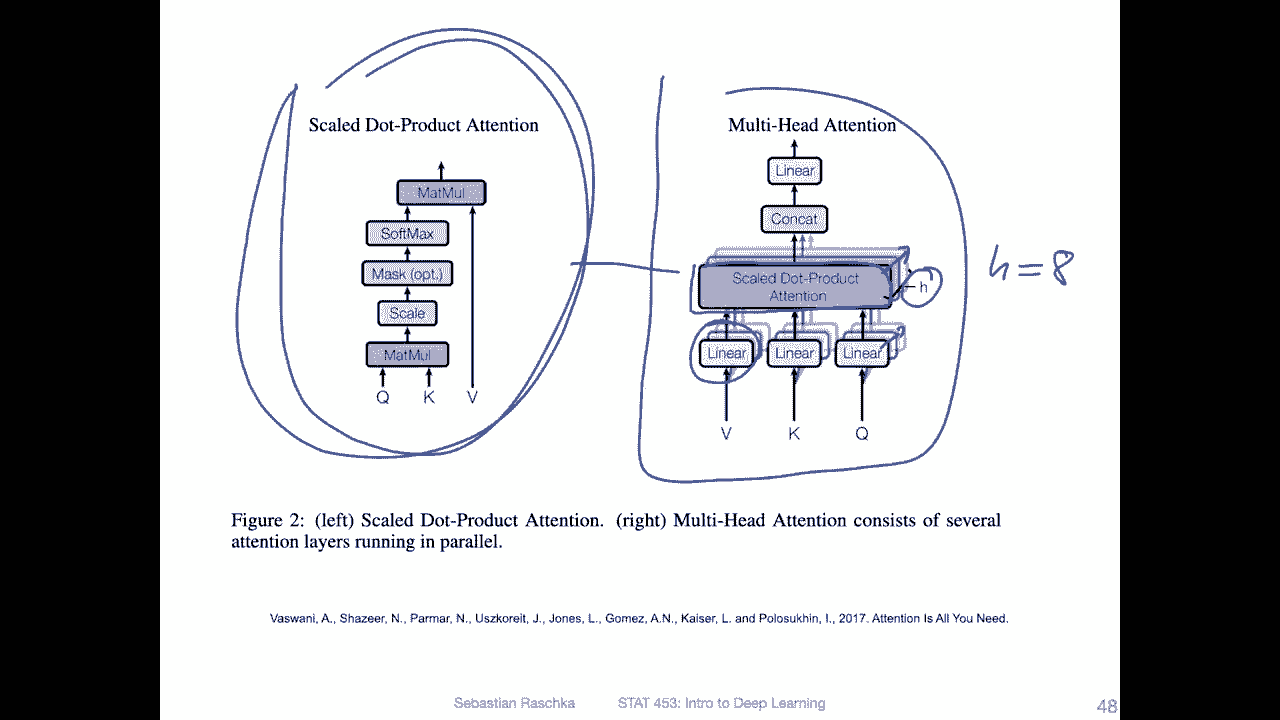 Scaled Dot-Product Attention
MatMul
SoftMax
Mask (opt.)
Scale
MatMul
Q K V
Multi-Head Attention
Linear
Concat
Scaled Dot-Product
Attention
h
Linear Linear Linear
V K Q
h = 8
Figure 2: (left) Scaled Dot-Product Attention. (right) Multi-Head Attention consists of several
attention layers running in parallel.
Vaswani, A., Shazeer, N., Parmar, N., Uszkoreit, J., Jones, L., Gomez, A.N., Kaiser, L. and Polosukhin, I., 2017. Attention Is All You Need.
Sebastian Raschka STAT 453: Intro to Deep Learning 48